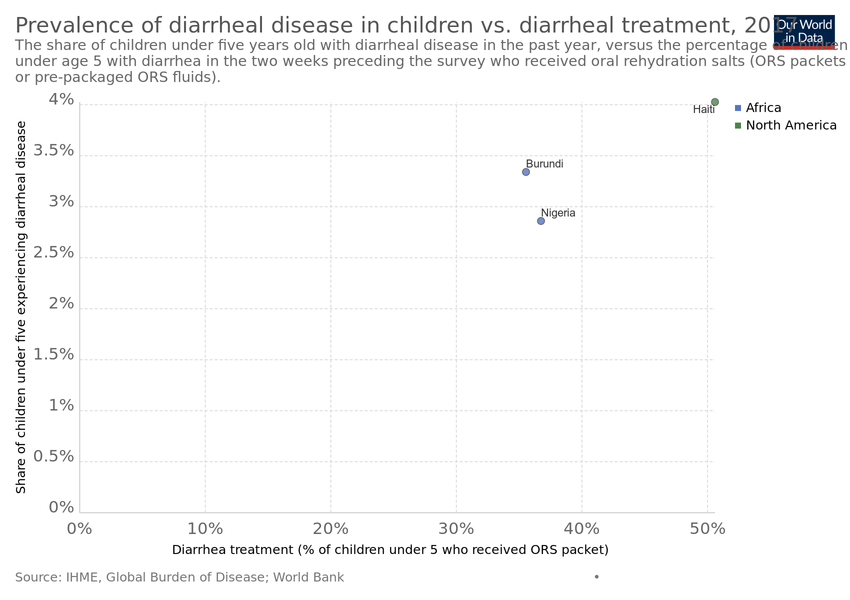 Prevalence of diarrheal disease in children vs. diarrheal treatment, 2017
Our World
in Data
The share of children under five years old with diarrheal disease in the past year, versus the percentage of children
under age 5 with diarrhea in the two weeks preceding the survey who received oral rehydration salts (ORS packets
or pre-packaged ORS fluids).
4%
3.5%
3%
2.5%
2%
1.5%
1%
0.5%
0%
Share of children under five experiencing diarrheal disease
Haiti
Burundi
Nigeria
Africa
North America
0%
10%
20%
30%
40%
50%
Diarrhea treatment (% of children under 5 who received ORS packet)
Source: IHME, Global Burden of Disease; World Bank
•